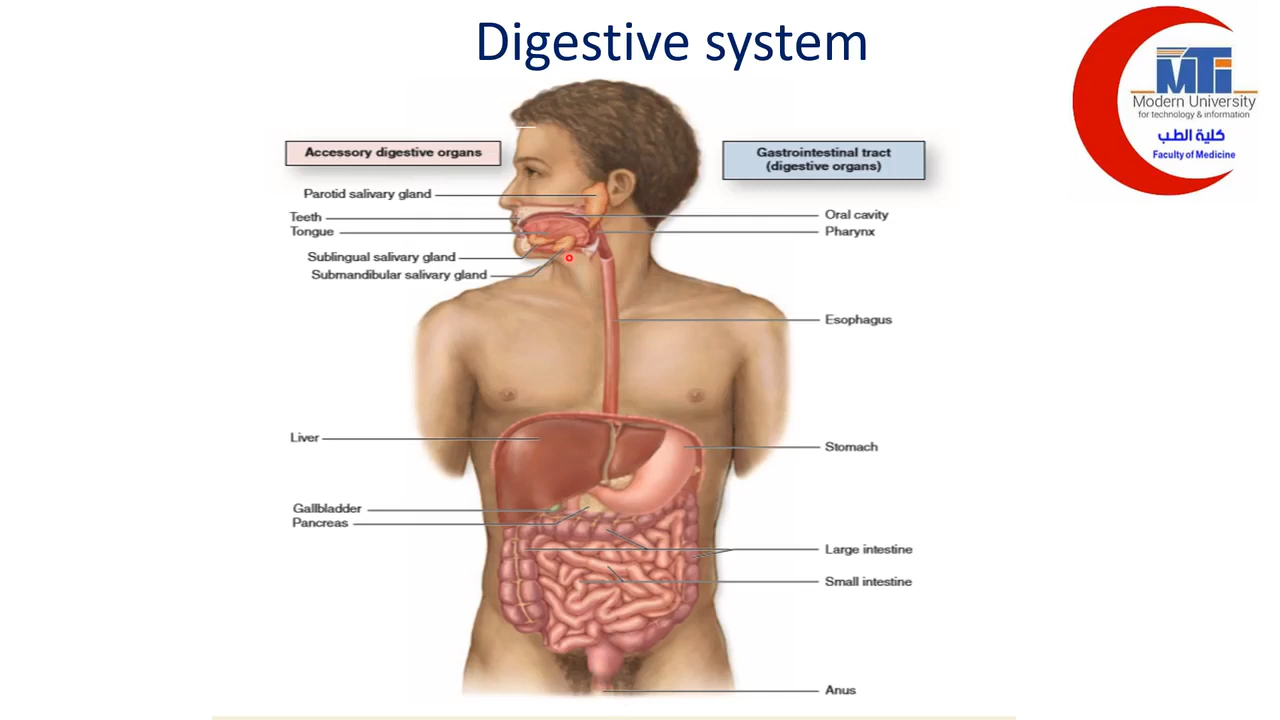 Digestive system
MTi
Modern University
for technology & information
كلية الطب
Faculty of Medicine
Accessory digestive organs
Gastrointestinal tract
(digestive organs)
Parotid salivary gland
Teeth
Tongue
Sublingual salivary gland
Submandibular salivary gland
Oral cavity
Pharynx
Esophagus
Liver
Stomach
Gallbladder
Pancreas
Large intestine
Small intestine
Anus